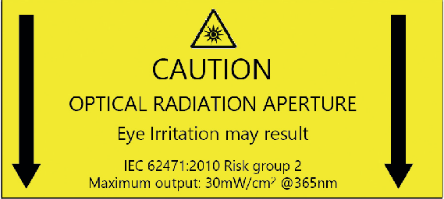 CAUTION
OPTICAL RADIATION APERTURE
Eye Irritation may result
IEC 62471:2010 Risk group 2
Maximum output: 30mW/cm² @365nm